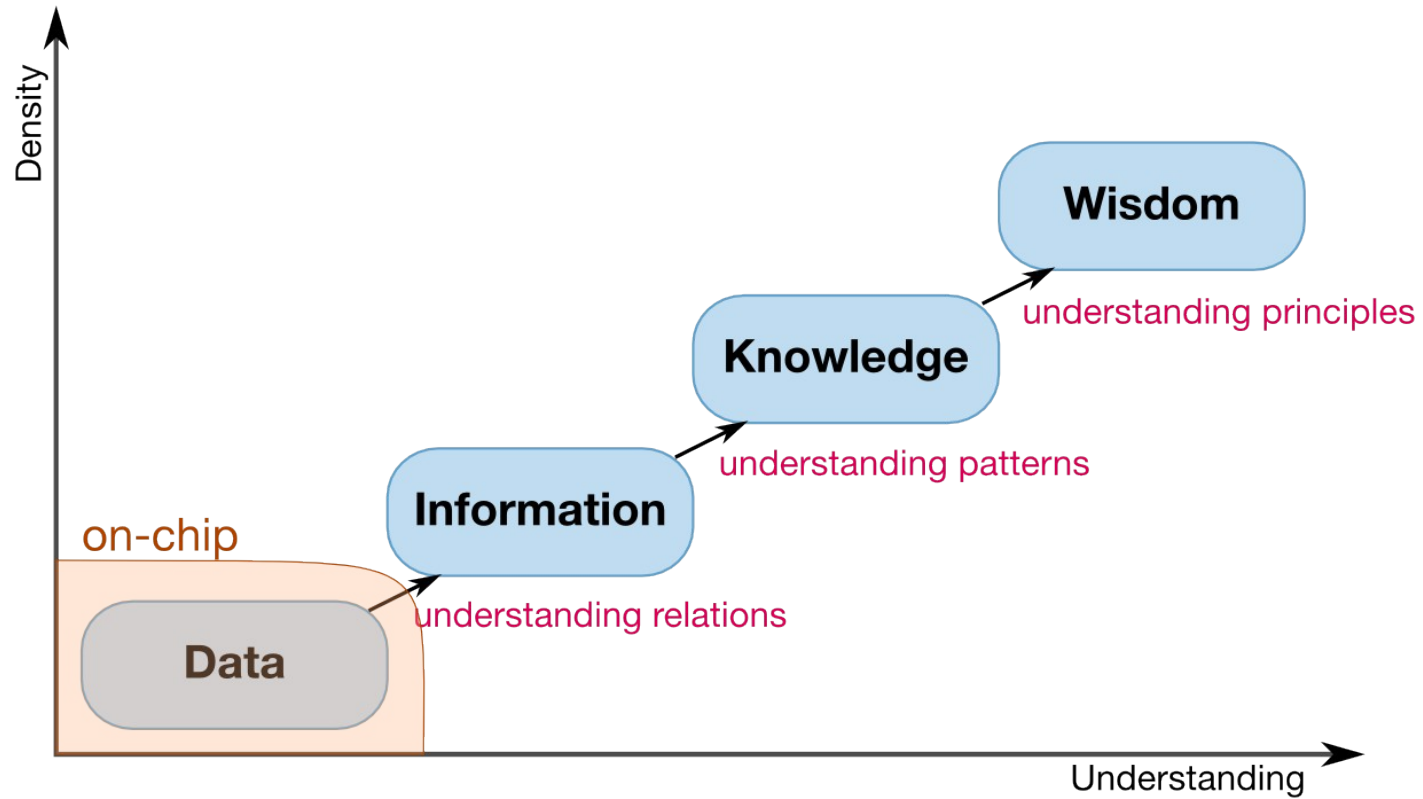 Density
Wisdom
understanding principles
Knowledge
understanding patterns
Information
on-chip
understanding relations
Data
Understanding